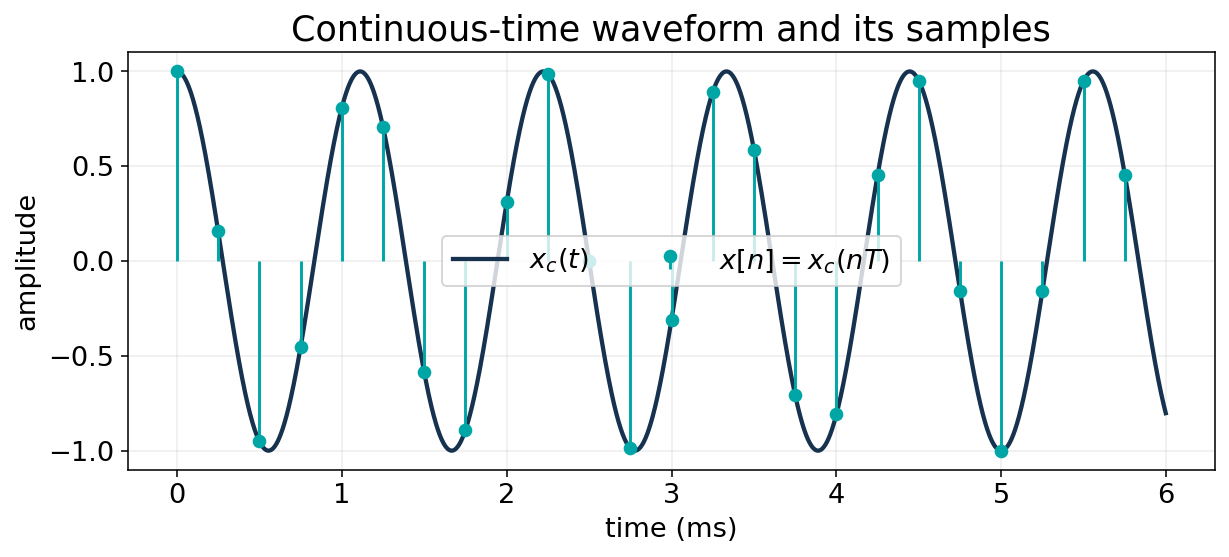 Continuous-time waveform and its samples
1.0
0.5
0.0
−0.5
−1.0
amplitude
x_c(t)
x[n] = x_c(nT)
0 1 2 3 4 5 6
time (ms)